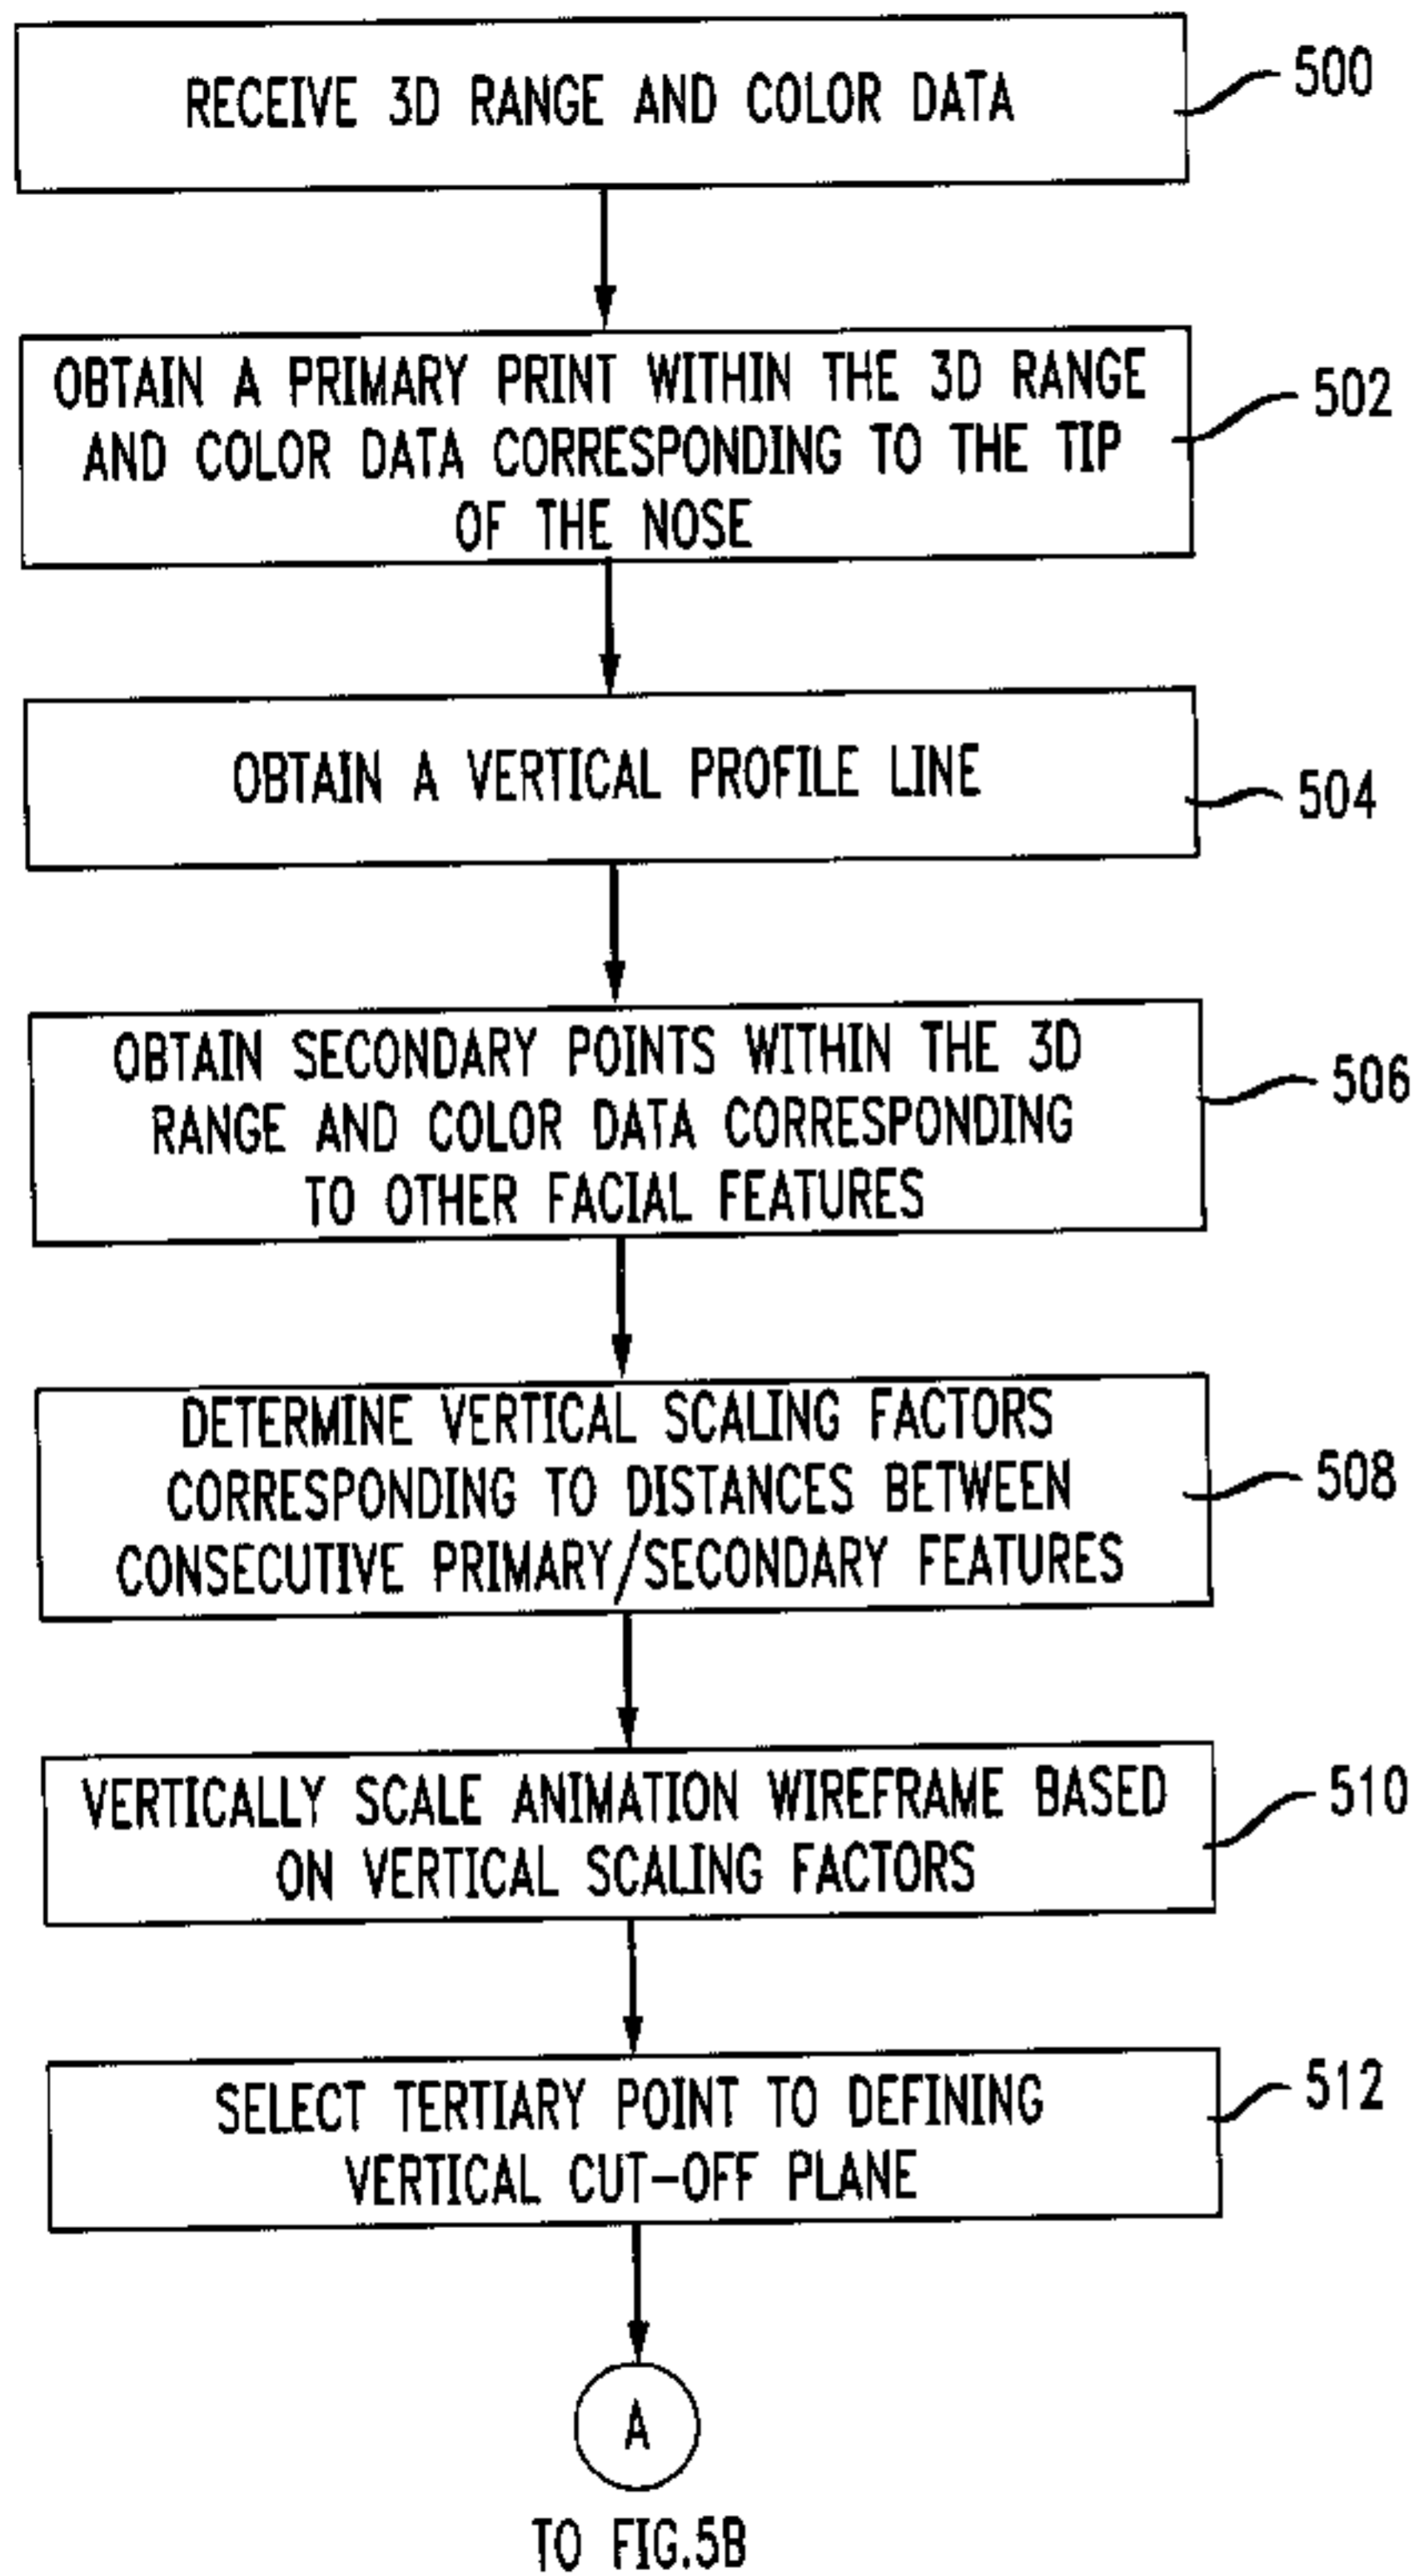 RECEIVE 3D RANGE AND COLOR DATA
500
OBTAIN A PRIMARY PRINT WITHIN THE 3D RANGE
AND COLOR DATA CORRESPONDING TO THE TIP
OF THE NOSE
502
OBTAIN A VERTICAL PROFILE LINE
504
OBTAIN SECONDARY POINTS WITHIN THE 3D
RANGE AND COLOR DATA CORRESPONDING
TO OTHER FACIAL FEATURES
506
DETERMINE VERTICAL SCALING FACTORS
CORRESPONDING TO DISTANCES BETWEEN
CONSECUTIVE PRIMARY/SECONDARY FEATURES
508
VERTICALLY SCALE ANIMATION WIREFRAME BASED
ON VERTICAL SCALING FACTORS
510
SELECT TERTIARY POINT TO DEFINING
VERTICAL CUT-OFF PLANE
512
A
TO FIG.5B